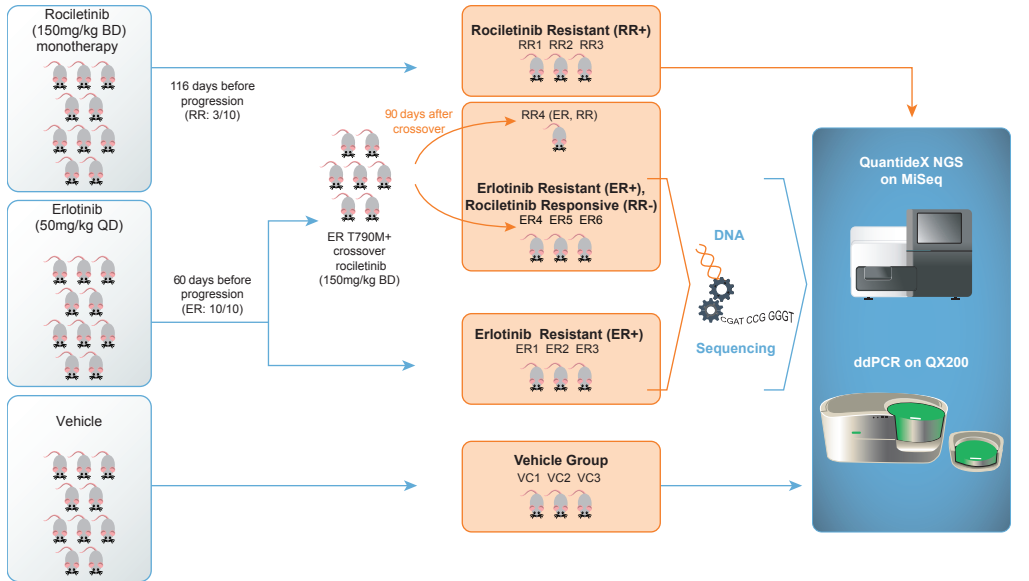 Rociletinib
(150mg/kg BD)
monotherapy
116 days before
progression
(RR: 3/10)
Rociletinib Resistant (RR+)
RR1 RR2 RR3
90 days after
crossover
RR4 (ER, RR)
Erlotinib Resistant (ER+),
Rociletinib Responsive (RR-)
ER4 ER5 ER6
Erlotinib
(50mg/kg QD)
60 days before
progression
(ER: 10/10)
ER T790M+
crossover
rociletinib
(150mg/kg BD)
Erlotinib Resistant (ER+)
ER1 ER2 ER3
DNA
CGAT CCG GGGT
Sequencing
Vehicle
Vehicle Group
VC1 VC2 VC3
QuantideX NGS
on MiSeq
ddPCR on QX200